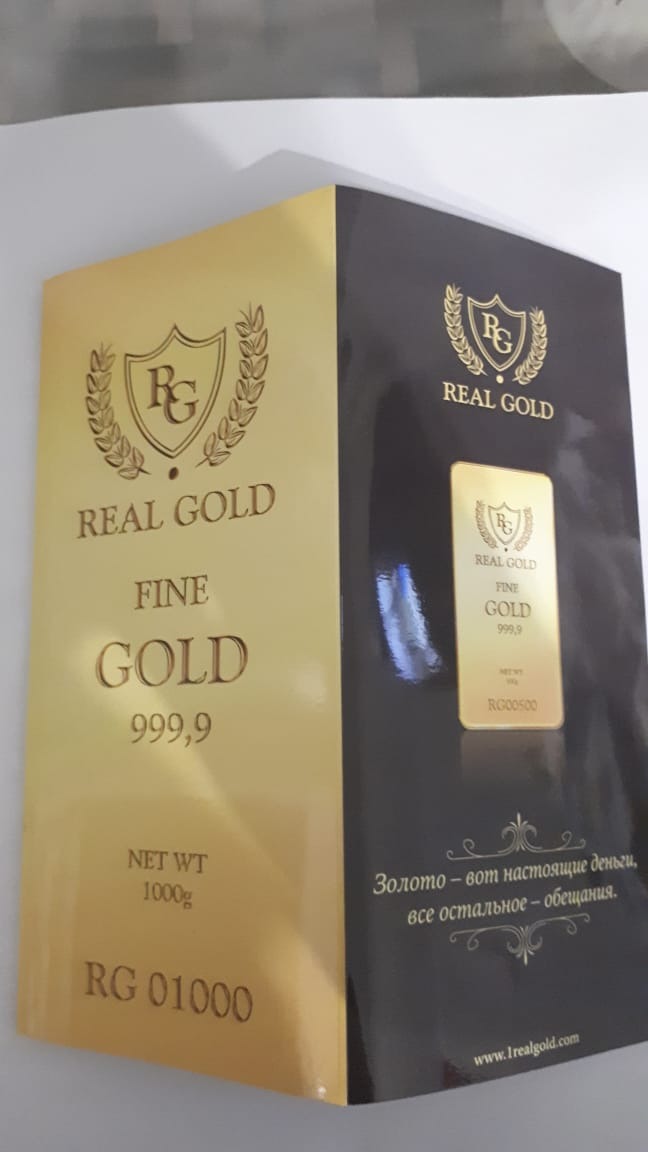 RG
REAL GOLD
FINE
GOLD
999,9
NET WT
1000g
RG 01000
RG
REAL GOLD
RG
REAL GOLD
FINE
GOLD
999,9
NET WT
RG00500
Золото – вот настоящие деньги,
все остальное – обещания.
www.1realgold.com